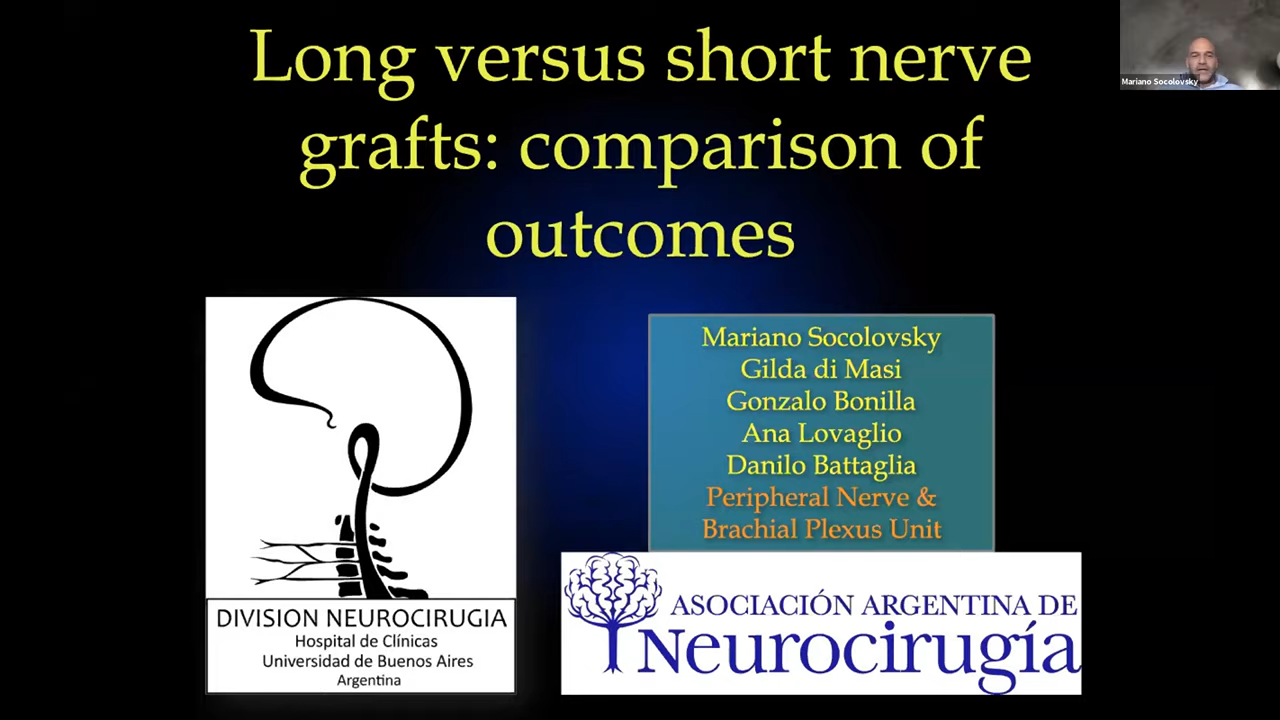 Long versus short nerve
grafts: comparison of
outcomes
Mariano Socolovsky
Mariano Socolovsky
Gilda di Masi
Gonzalo Bonilla
Ana Lovaglio
Danilo Battaglia
Peripheral Nerve &
Brachial Plexus Unit
DIVISION NEUROCIRUGIA
Hospital de Clínicas
Universidad de Buenos Aires
Argentina
ASOCIACIÓN ARGENTINA DE
Neurocirugía